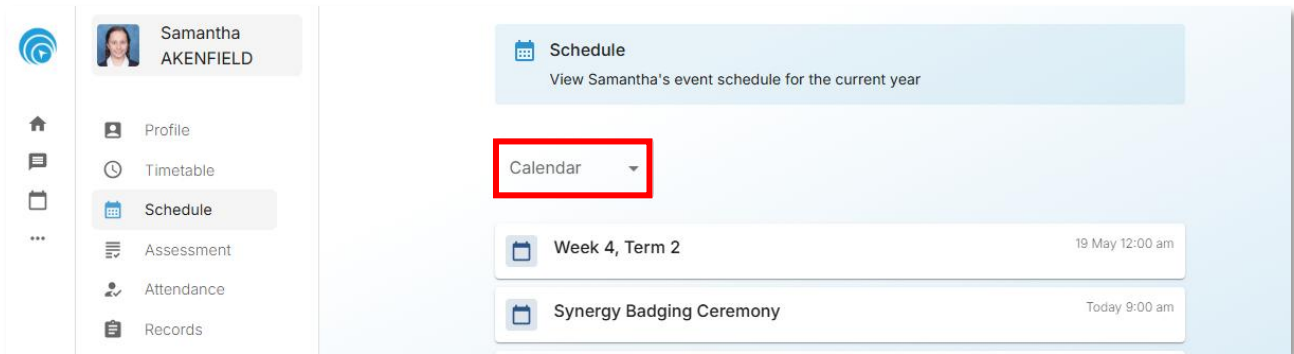 Samantha
AKENFIELD
Profile
Timetable
Schedule
Assessment
Attendance
Records
Schedule
View Samantha's event schedule for the current year
Calendar
Week 4, Term 2
19 May 12:00 am
Synergy Badging Ceremony
Today 9:00 am